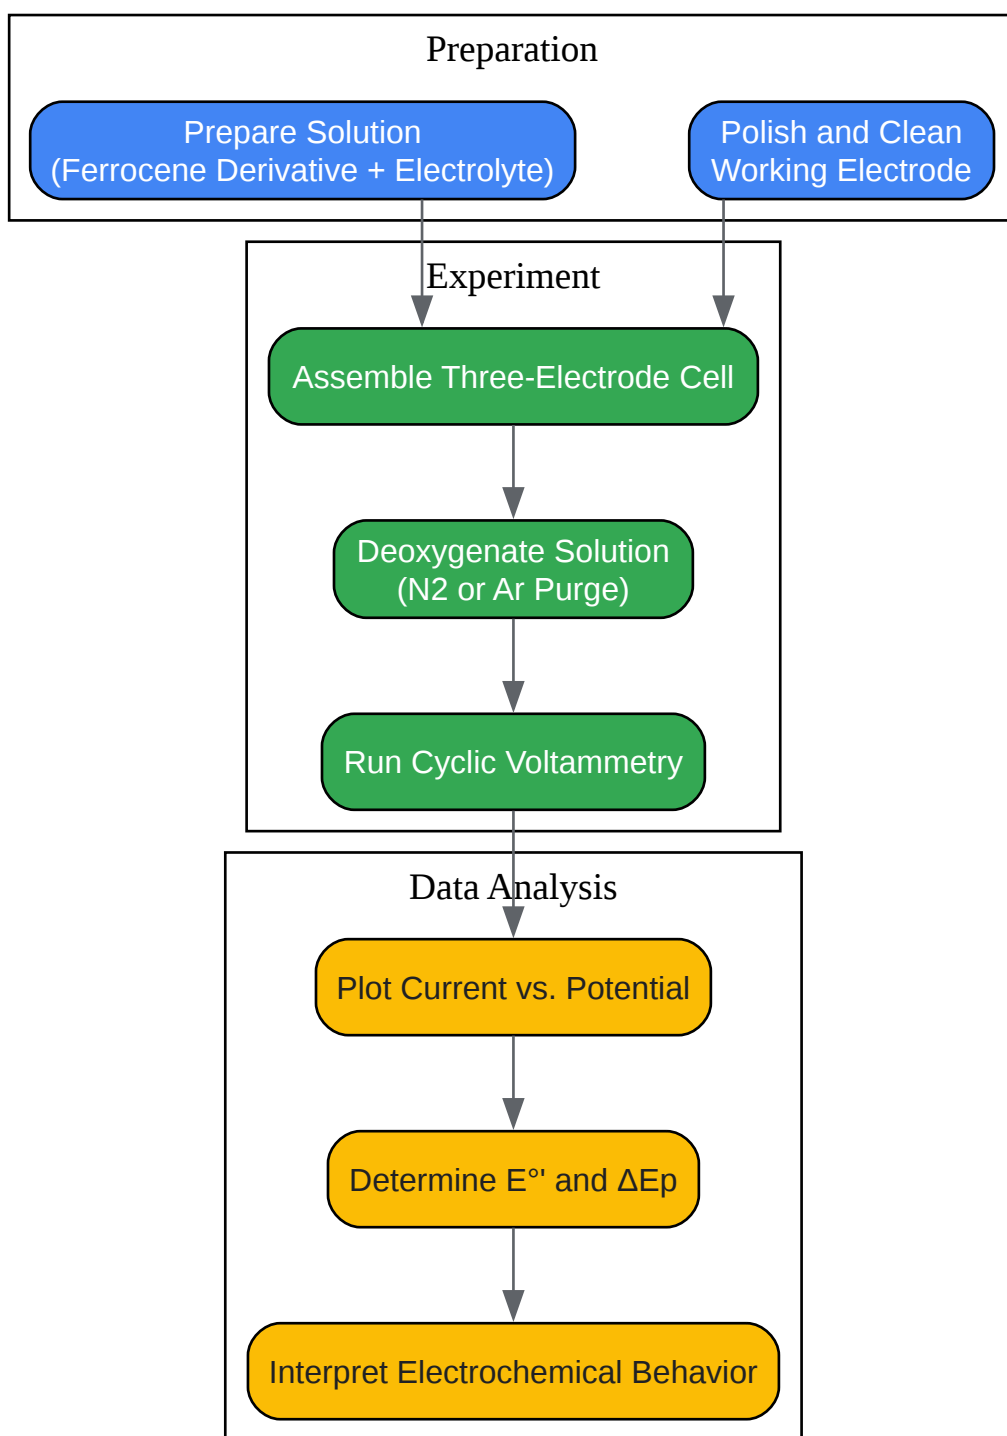 Preparation
Prepare Solution
(Ferrocene Derivative + Electrolyte)
Polish and Clean
Working Electrode
Experiment
Assemble Three-Electrode Cell
Deoxygenate Solution
(N2 or Ar Purge)
Run Cyclic Voltammetry
Data Analysis
Plot Current vs. Potential
Determine E°' and ΔEp
Interpret Electrochemical Behavior